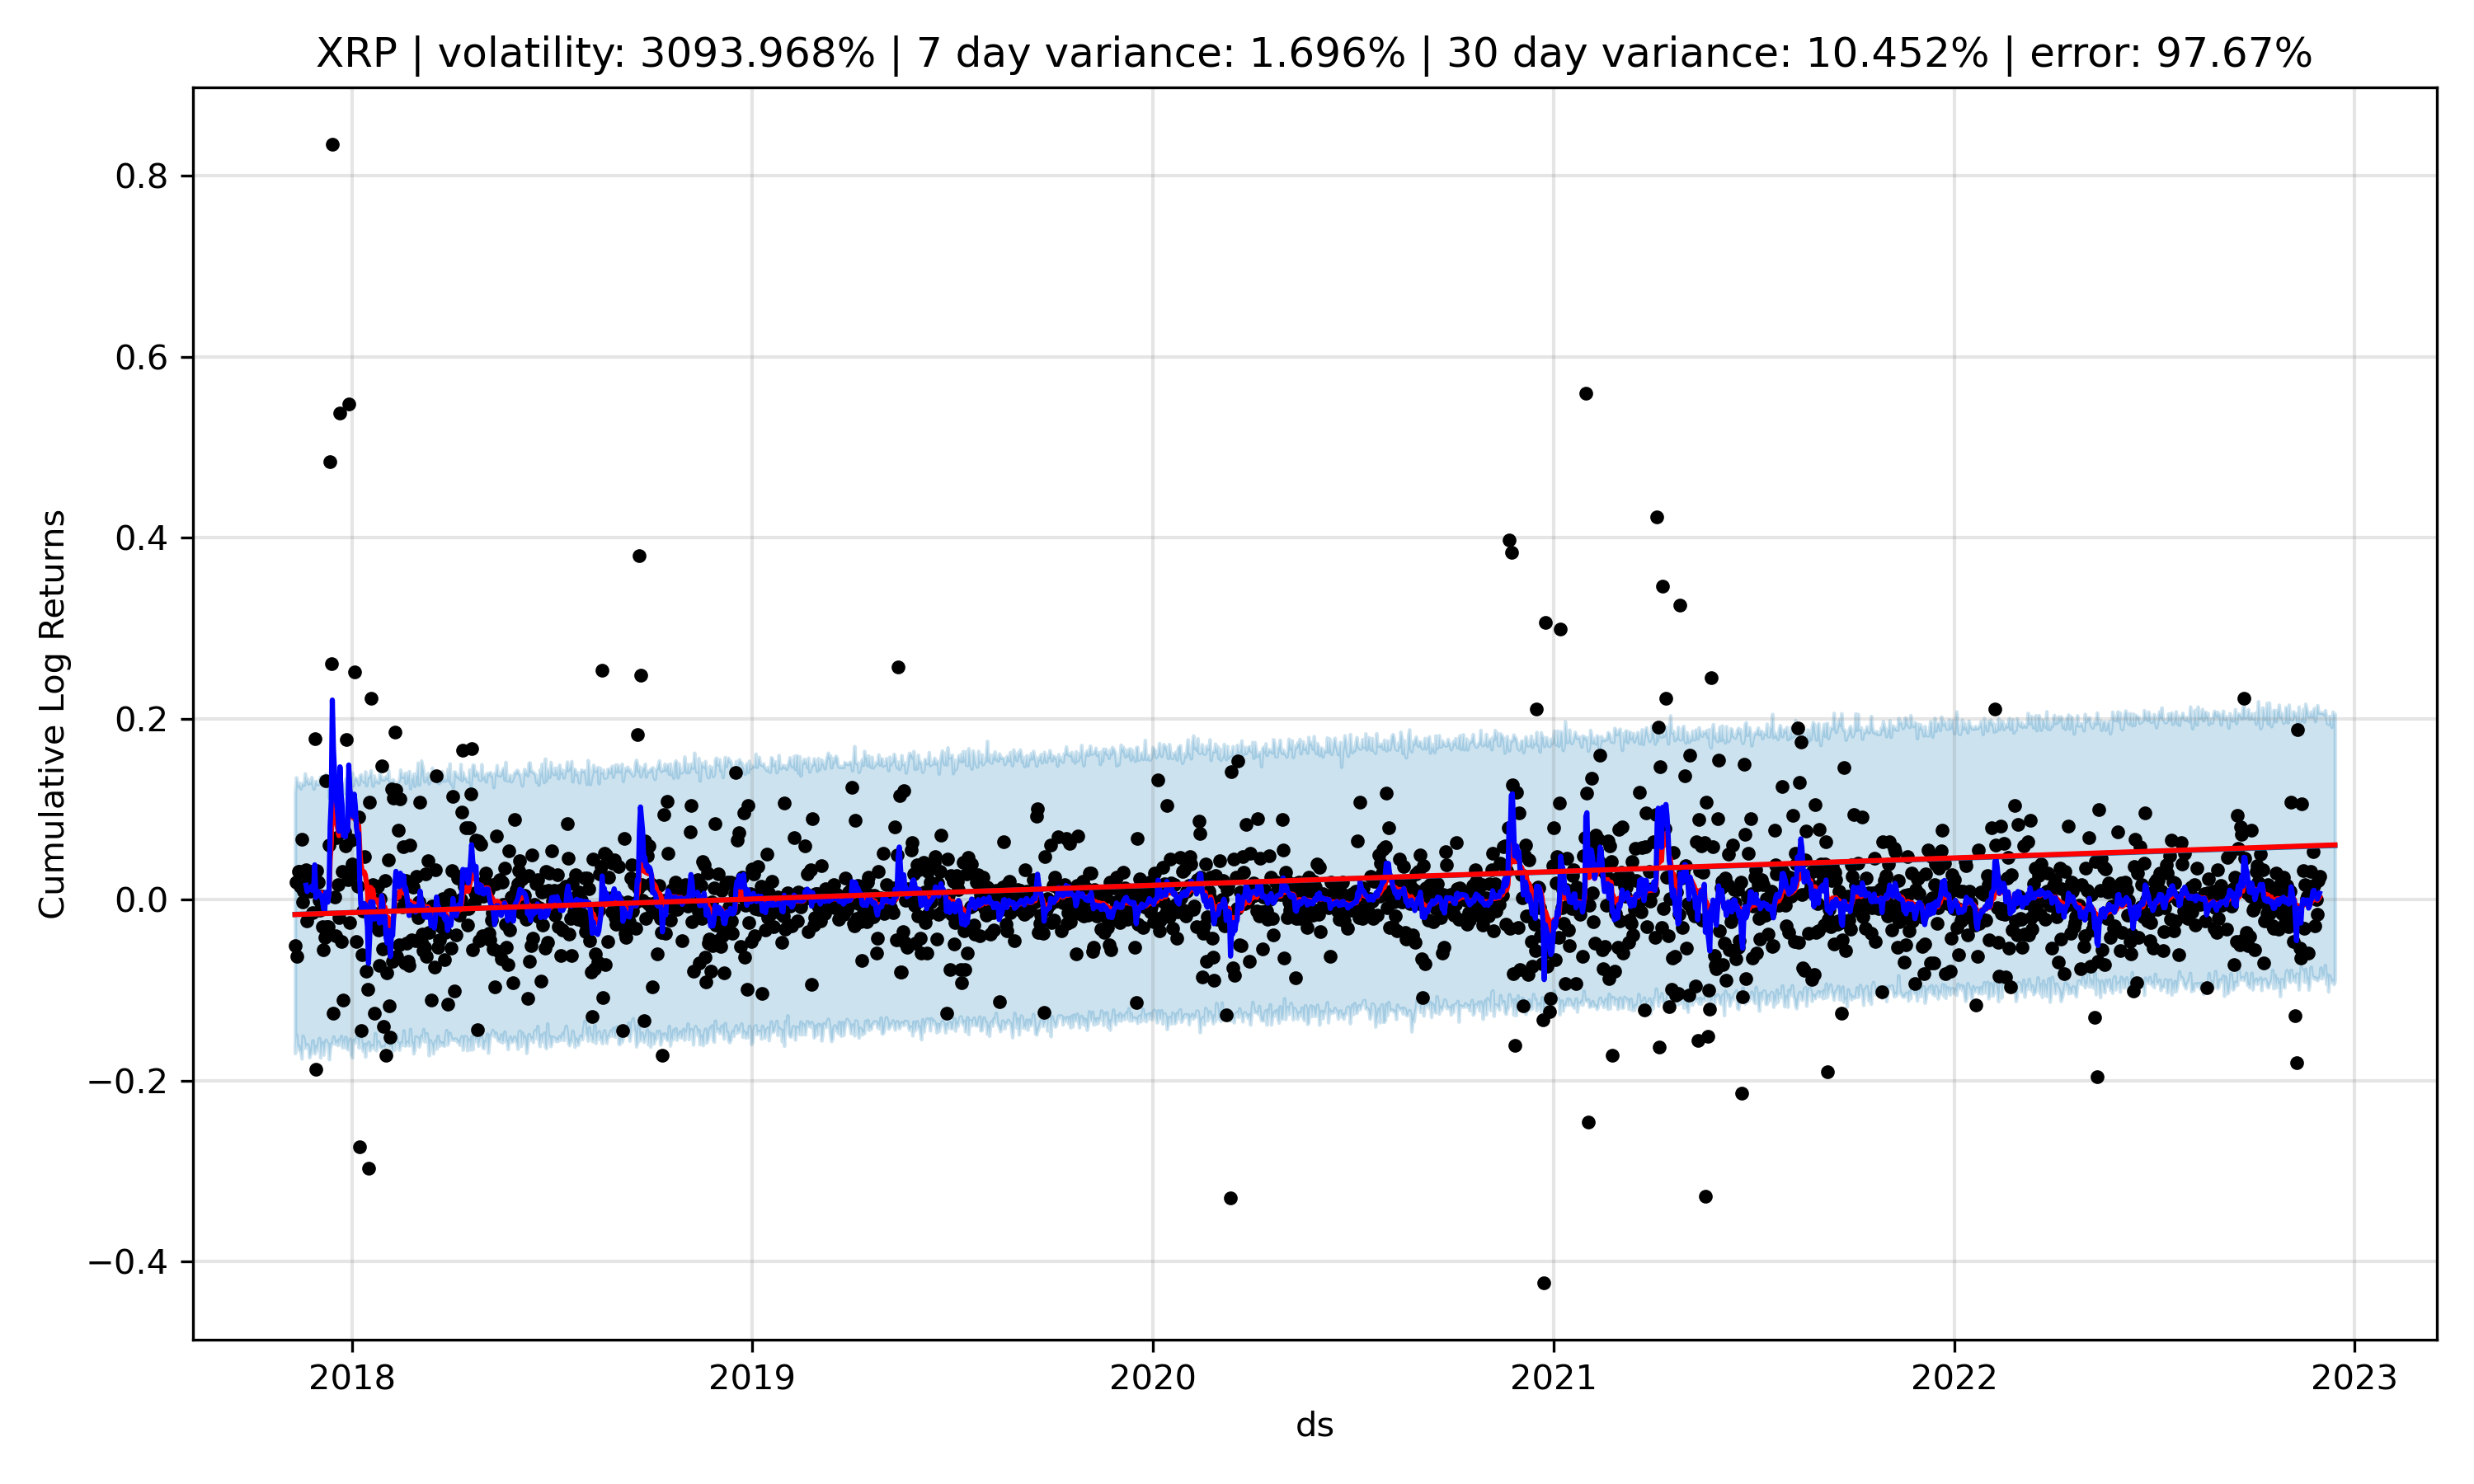 XRP | volatility: 3093.968% | 7 day variance: 1.696% | 30 day variance: 10.452% | error: 97.67%
Cumulative Log Returns
0.8
0.6
0.4
0.2
0.0
−0.2
−0.4
2018 2019 2020 2021 2022 2023
ds